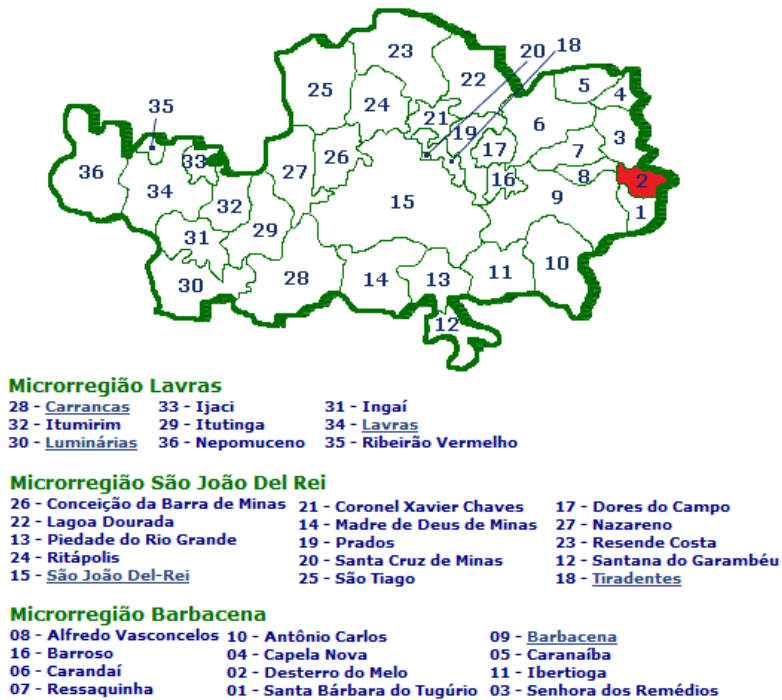 23
20
18
25
24
22
5
4
35
21
6
3
19
36
33
26
17
7
34
27
16
8
2
32
15
9
1
31
29
30
28
14
13
11
10
12
Microrregião Lavras
28 - Carrancas 33 - Ijaci 31 - Ingaí
32 - Itumirim 29 - Itutinga 34 - Lavras
30 - Luminárias 36 - Nepomuceno 35 - Ribeirão Vermelho
Microrregião São João Del Rei
26 - Conceição da Barra de Minas 21 - Coronel Xavier Chaves 17 - Dores do Campo
22 - Lagoa Dourada 14 - Madre de Deus de Minas 27 - Nazareno
13 - Piedade do Rio Grande 19 - Prados 23 - Resende Costa
24 - Ritápolis 20 - Santa Cruz de Minas 12 - Santana do Garambéu
15 - São João Del-Rei 25 - São Tiago 18 - Tiradentes
Microrregião Barbacena
08 - Alfredo Vasconcelos 10 - Antônio Carlos 09 - Barbacena
16 - Barroso 04 - Capela Nova 05 - Caranaíba
06 - Carandaí 02 - Desterro do Melo 11 - Ibertioga
07 - Ressaquinha 01 - Santa Bárbara do Tugúrio 03 - Senhora dos Remédios